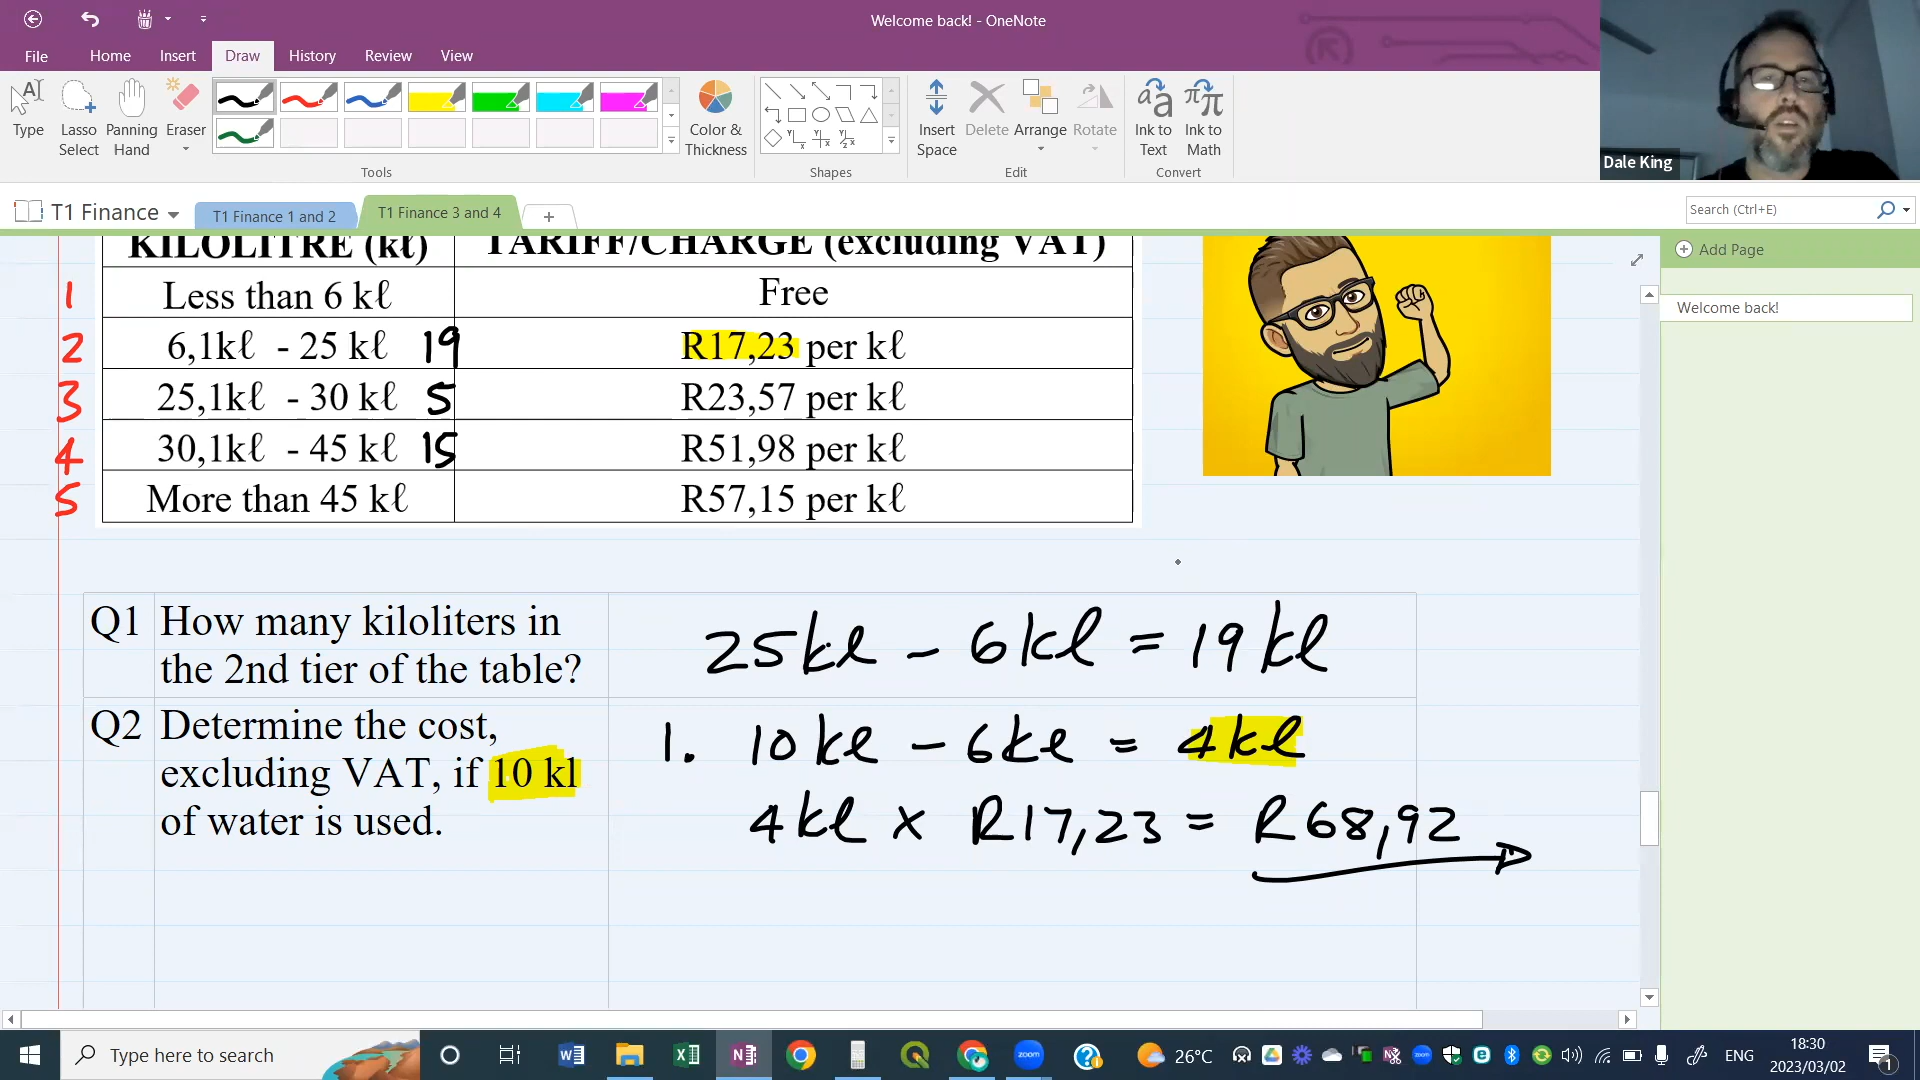 Welcome back! - OneNote
File Home Insert Draw History Review View
Type
Lasso Select
Panning Hand
Eraser
Color & Thickness
Insert Space
Delete
Arrange
Rotate
Ink to Text
Ink to Math
Tools
Shapes
Edit
Convert
Dale King
T1 Finance
T1 Finance 1 and 2
T1 Finance 3 and 4
Search (Ctrl+E)
Add Page
Welcome back!
KILOLITRE (kℓ) TARIFF/CHARGE (excluding VAT)
1 Less than 6 kℓ Free
2 6,1kℓ - 25 kℓ 19 R17,23 per kℓ
3 25,1kℓ - 30 kℓ 5 R23,57 per kℓ
4 30,1kℓ - 45 kℓ 15 R51,98 per kℓ
5 More than 45 kℓ R57,15 per kℓ
Q1 How many kiloliters in
the 2nd tier of the table?
25kl - 6kl = 19kl
Q2 Determine the cost,
excluding VAT, if 10 kl
of water is used.
1. 10kl - 6kl = 4kl
4kl x R17,23 = R68,92
Type here to search
26°C
ENG
18:30
2023/03/02